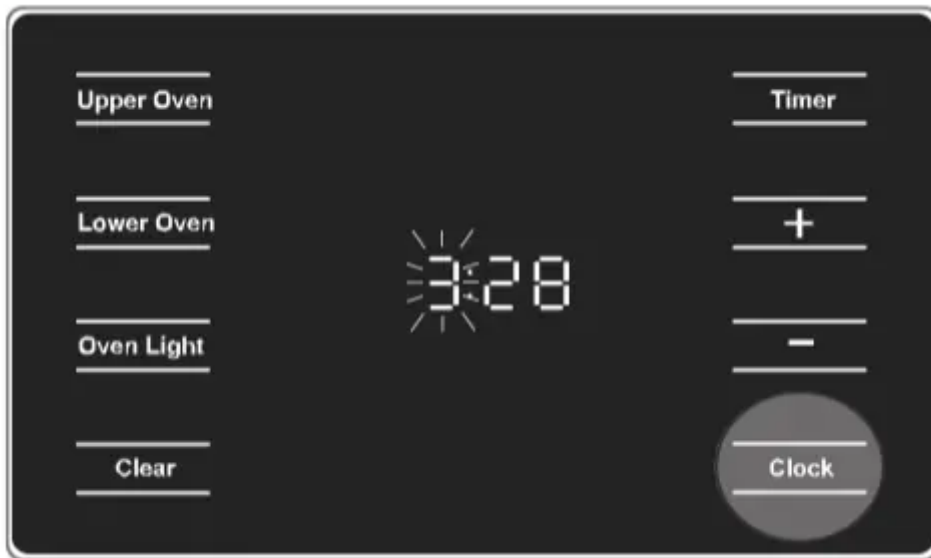 Upper Oven
Timer
Lower Oven
+
3:28
Oven Light
-
Clear
Clock